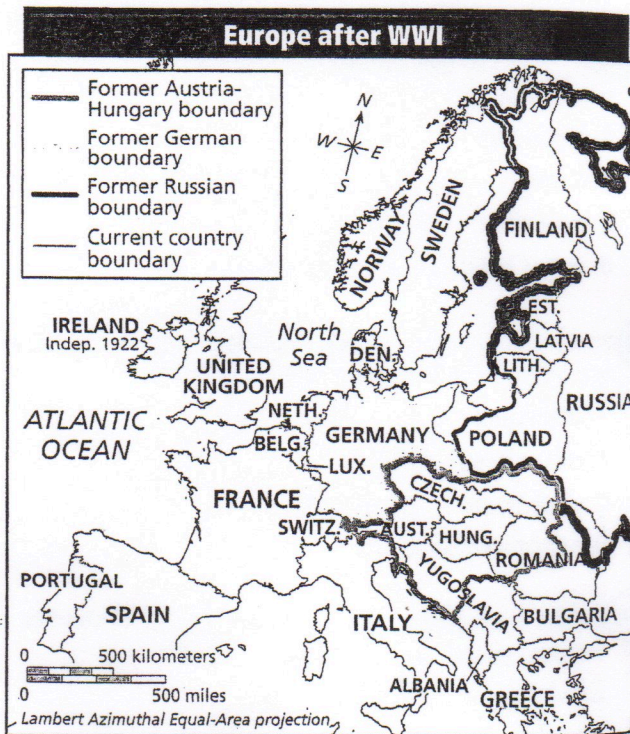 Europe after WWI
Former Austria-
Hungary boundary
Former German
boundary
Former Russian
boundary
Current country
boundary
N
W
E
S
NORWAY
SWEDEN
FINLAND
EST.
LATVIA
LITH.
RUSSIA
IRELAND
Indep. 1922
North
Sea
DEN.
UNITED
KINGDOM
ATLANTIC
OCEAN
NETH.
BELG.
GERMANY
POLAND
LUX.
CZECH.
FRANCE
SWITZ.
AUST.
HUNG.
ROMANIA
YUGOSLAVIA
PORTUGAL
SPAIN
ITALY
BULGARIA
ALBANIA
GREECE
0 500 kilometers
0 500 miles
Lambert Azimuthal Equal-Area projection